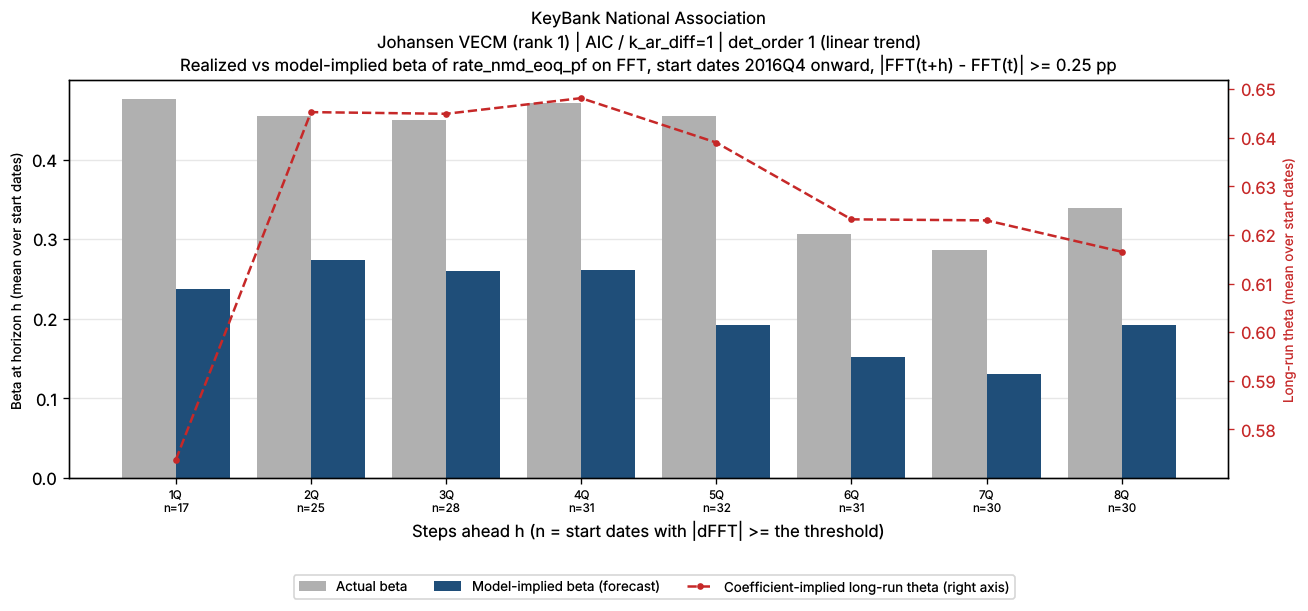 KeyBank National Association
Johansen VECM (rank 1) | AIC / k_ar_diff=1 | det_order 1 (linear trend)
Realized vs model-implied beta of rate_nmd_eoq_pf on FFT, start dates 2016Q4 onward, |FFT(t+h) - FFT(t)| >= 0.25 pp
Beta at horizon h (mean over start dates)
0.4
0.3
0.2
0.1
0.0
0.65
0.64
0.63
0.62
0.61
0.60
0.59
0.58
Long-run theta (mean over start dates)
1Q 2Q 3Q 4Q 5Q 6Q 7Q 8Q
n=17 n=25 n=28 n=31 n=32 n=31 n=30 n=30
Steps ahead h (n = start dates with |dFFT| >= the threshold)
Actual beta Model-implied beta (forecast) Coefficient-implied long-run theta (right axis)